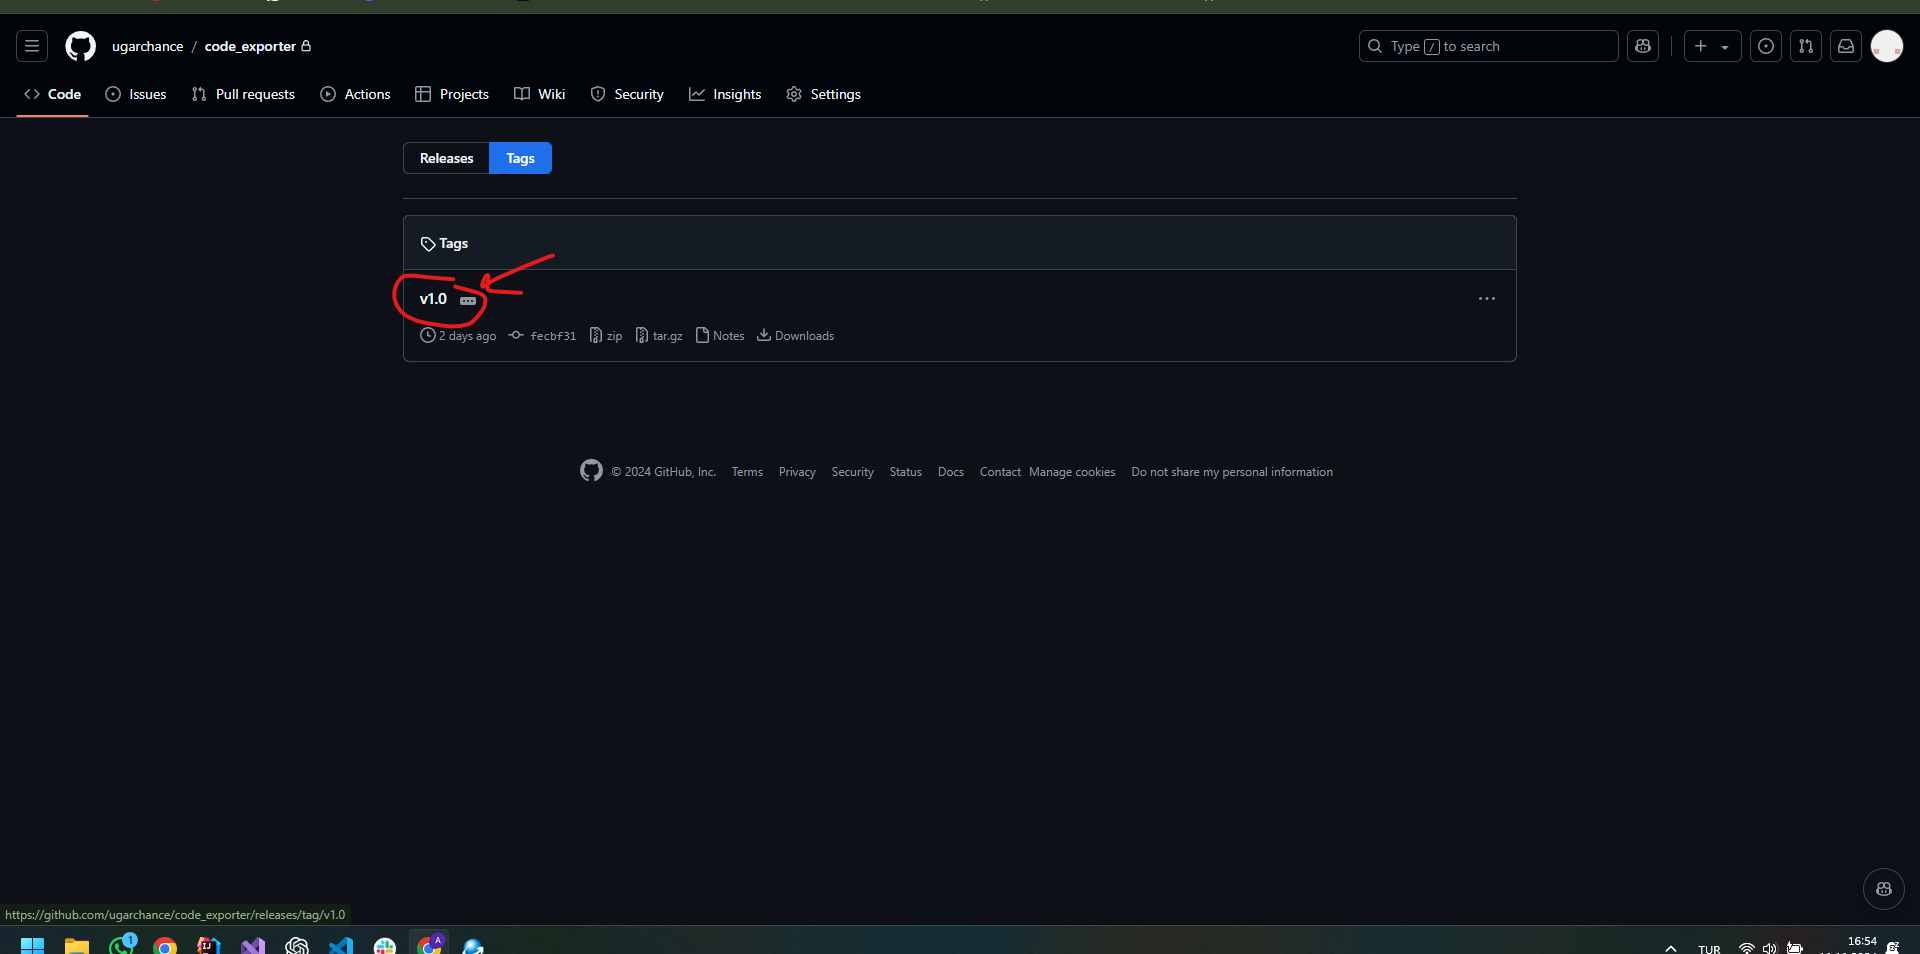 ugarchance / code_exporter
Type / to search
Code Issues Pull requests Actions Projects Wiki Security Insights Settings
Releases Tags
Tags
v1.0
2 days ago fecbf31 zip tar.gz Notes Downloads
© 2024 GitHub, Inc. Terms Privacy Security Status Docs Contact Manage cookies Do not share my personal information
https://github.com/ugarchance/code_exporter/releases/tag/v1.0
1 IJ A TUR 16:54